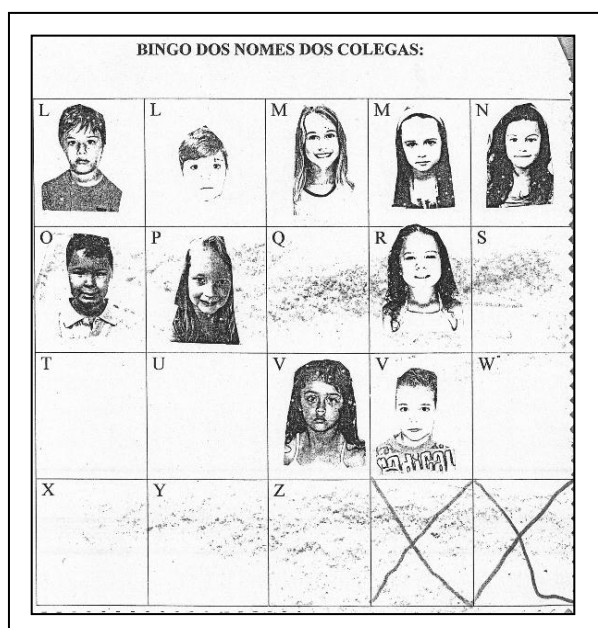 BINGO DOS NOMES DOS COLEGAS:
L L M M N
O P Q R S
T U V V W
X Y Z